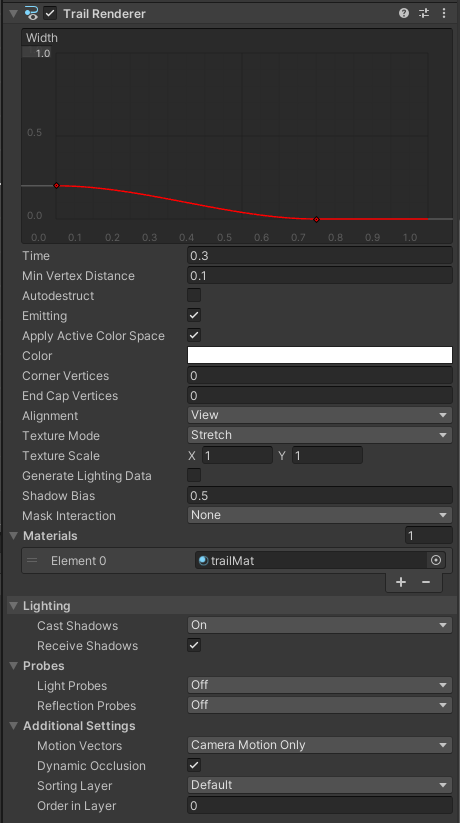 Trail Renderer
Width
1.0
0.5
0.0
0.0 0.1 0.2 0.3 0.4 0.5 0.6 0.7 0.8 0.9 1.0
Time 0.3
Min Vertex Distance 0.1
Autodestruct
Emitting
Apply Active Color Space
Color
Corner Vertices 0
End Cap Vertices 0
Alignment View
Texture Mode Stretch
Texture Scale X 1 Y 1
Generate Lighting Data
Shadow Bias 0.5
Mask Interaction None
Materials 1
Element 0 trailMat
+ −
Lighting
Cast Shadows On
Receive Shadows
Probes
Light Probes Off
Reflection Probes Off
Additional Settings
Motion Vectors Camera Motion Only
Dynamic Occlusion
Sorting Layer Default
Order in Layer 0